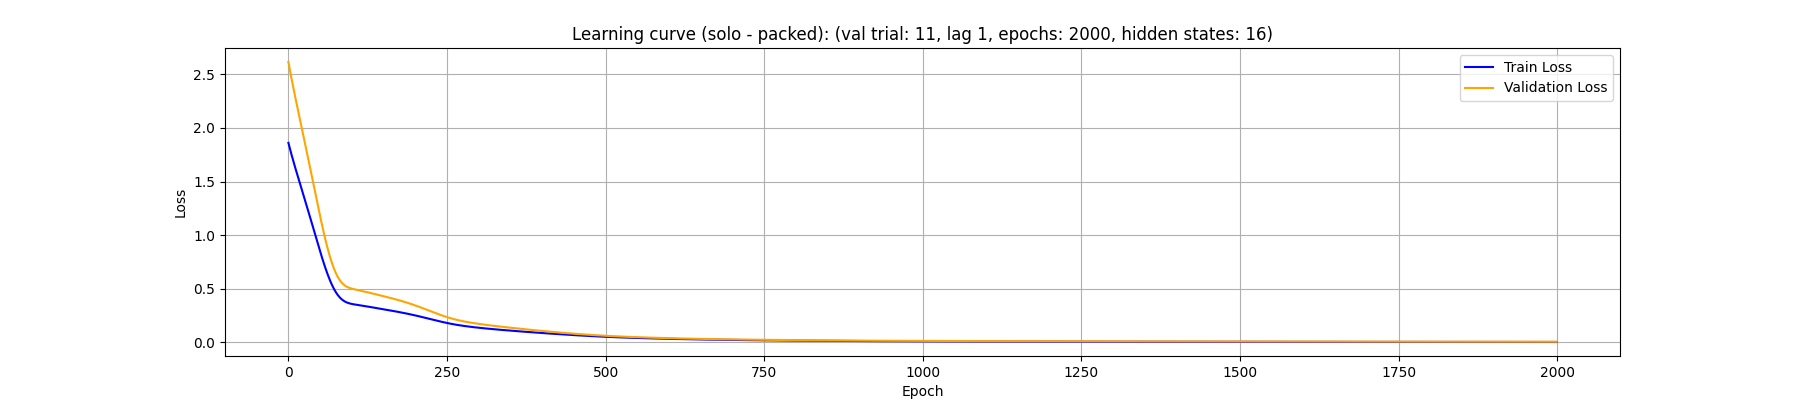 Learning curve (solo - packed): (val trial: 11, lag 1, epochs: 2000, hidden states: 16)
Train Loss
Validation Loss
Loss
2.5
2.0
1.5
1.0
0.5
0.0
0 250 500 750 1000 1250 1500 1750 2000
Epoch